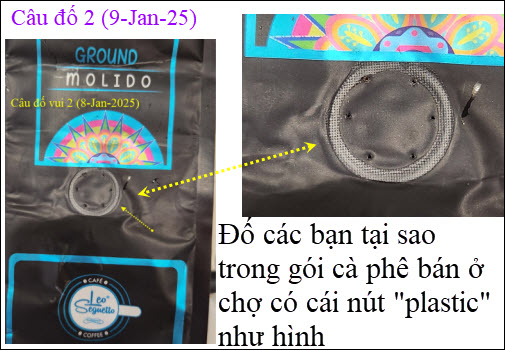 Câu đố 2 (9-Jan-25)
GROUND
MOLIDO
Câu đố vui 2 (8-Jan-2025)
Đố các bạn tại sao
trong gói cà phê bán ở
chợ có cái nút "plastic"
như hình
CAFÉ
Leo
Segnetto
COFFEE